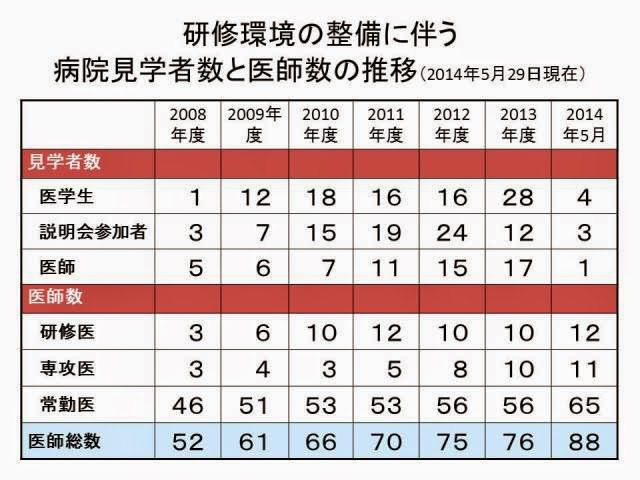 研修環境の整備に伴う
病院見学者数と医師数の推移(2014年5月29日現在)
2008年度 2009年度 2010年度 2011年度 2012年度 2013年度 2014年5月
見学者数
医学生 1 12 18 16 16 28 4
説明会参加者 3 7 15 19 24 12 3
医師 5 6 7 11 15 17 1
医師数
研修医 3 6 10 12 10 10 12
専攻医 3 4 3 5 8 10 11
常勤医 46 51 53 53 56 56 65
医師総数 52 61 66 70 75 76 88